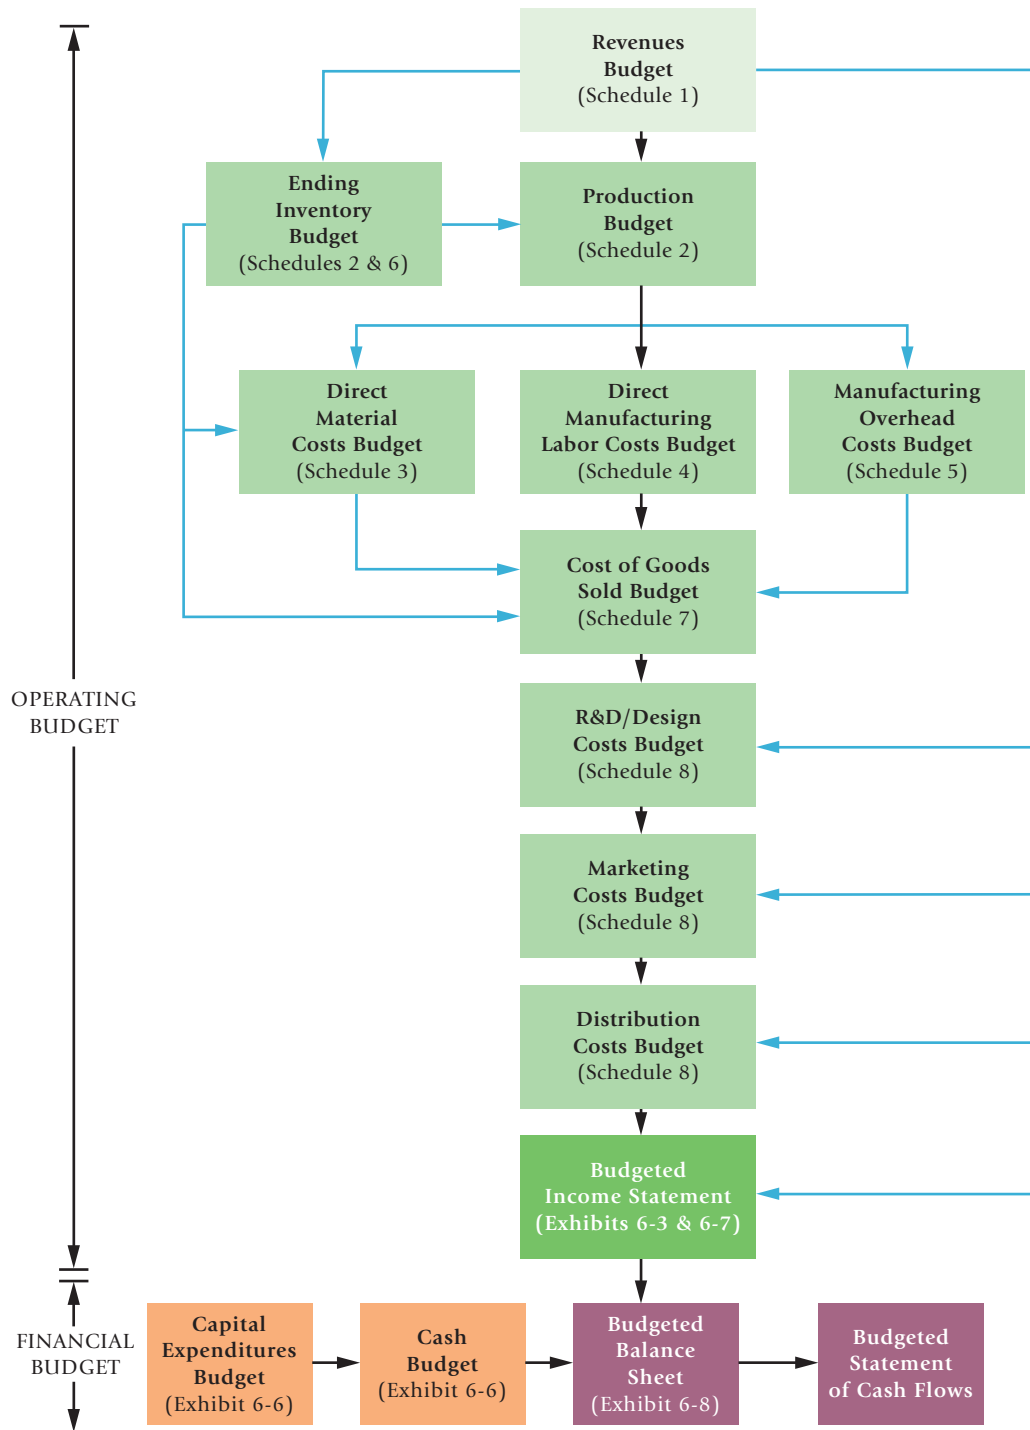 Revenues
Budget
(Schedule 1)
Ending
Inventory
Budget
(Schedules 2 & 6)
Production
Budget
(Schedule 2)
Direct
Material
Costs Budget
(Schedule 3)
Direct
Manufacturing
Labor Costs Budget
(Schedule 4)
Manufacturing
Overhead
Costs Budget
(Schedule 5)
Cost of Goods
Sold Budget
(Schedule 7)
OPERATING
BUDGET
R&D/Design
Costs Budget
(Schedule 8)
Marketing
Costs Budget
(Schedule 8)
Distribution
Costs Budget
(Schedule 8)
Budgeted
Income Statement
(Exhibits 6-3 & 6-7)
FINANCIAL
BUDGET
Capital
Expenditures
Budget
(Exhibit 6-6)
Cash
Budget
(Exhibit 6-6)
Budgeted
Balance
Sheet
(Exhibit 6-8)
Budgeted
Statement
of Cash Flows